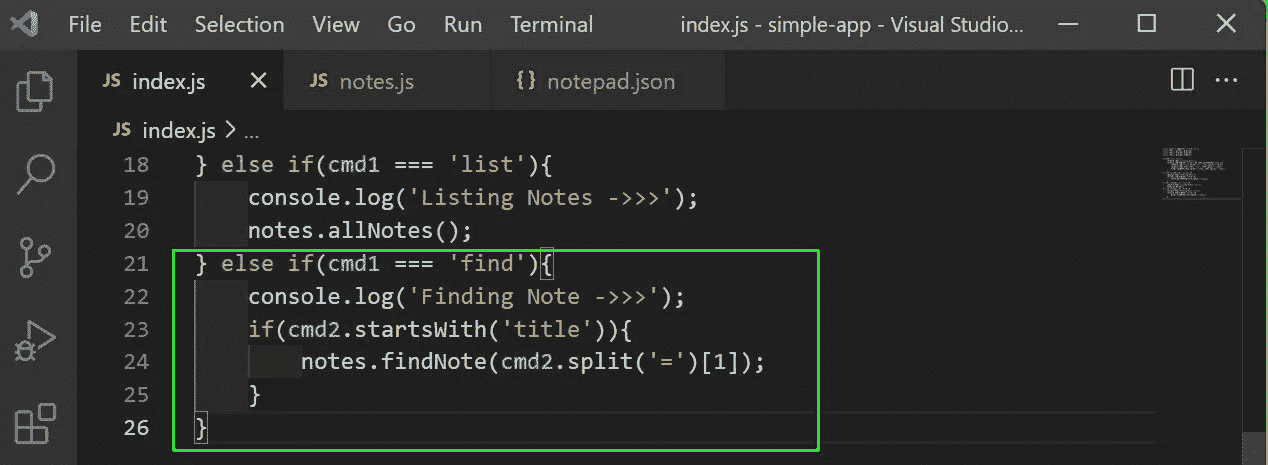 File Edit Selection View Go Run Terminal index.js - simple-app - Visual Studio...
JS index.js JS notes.js {} notepad.json
JS index.js > ...
18 } else if(cmd1 === 'list'){
19 console.log('Listing Notes ->>>');
20 notes.allNotes();
21 } else if(cmd1 === 'find'){
22 console.log('Finding Note ->>>');
23 if(cmd2.startsWith('title')){
24 notes.findNote(cmd2.split('=')[1]);
25 }
26 }